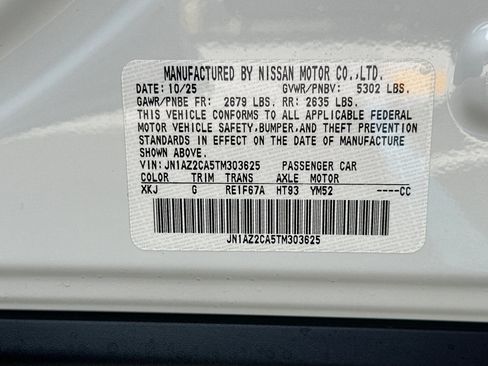 MANUFACTURED BY NISSAN MOTOR CO.,LTD.
DATE: 10/25 GVWR/PNBV: 5302 LBS.
GAWR/PNBE FR: 2679 LBS. RR: 2635 LBS.
THIS VEHICLE CONFORMS TO ALL APPLICABLE FEDERAL
MOTOR VEHICLE SAFETY,BUMPER,AND THEFT PREVENTION
STANDARDS IN EFFECT ON THE DATE OF MANUFACTURE
SHOWN ABOVE.
VIN: JN1AZ2CA5TM303625 PASSENGER CAR
COLOR TRIM TRANS AXLE MOTOR
XKJ G RE1F67A HT93 YM52 ----CC
JN1AZ2CA5TM303625